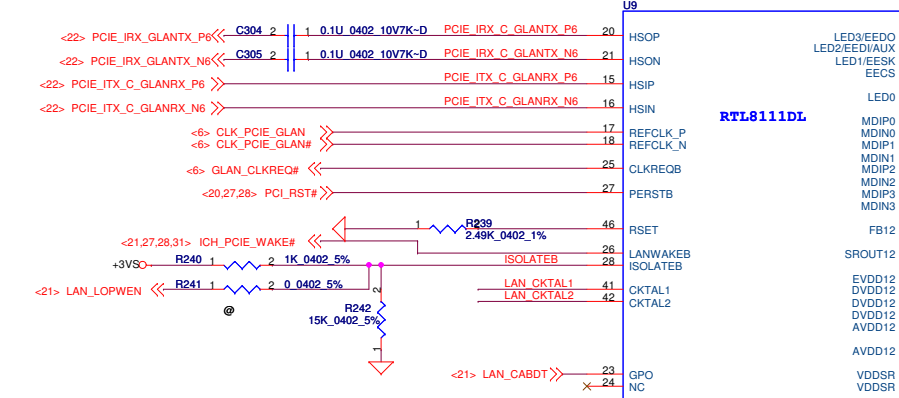 U9
C304 2 1 0.1U_0402_10V7K~D PCIE_IRX_C_GLANTX_P6 20 HSOP LED3/EEDO
<22> PCIE_IRX_GLANTX_P6
LED2/EEDI/AUX
C305 2 1 0.1U_0402_10V7K~D PCIE_IRX_C_GLANTX_N6 21 HSON LED1/EESK
<22> PCIE_IRX_GLANTX_N6
EECS
<22> PCIE_ITX_C_GLANRX_P6 PCIE_ITX_C_GLANRX_P6 15 HSIP
LED0
<22> PCIE_ITX_C_GLANRX_N6 PCIE_ITX_C_GLANRX_N6 16 HSIN
RTL8111DL
MDIP0
<6> CLK_PCIE_GLAN 17 REFCLK_P MDIN0
<6> CLK_PCIE_GLAN# 18 REFCLK_N MDIP1
MDIN1
<6> GLAN_CLKREQ# 25 CLKREQB MDIP2
MDIN2
<20,27,28> PCI_RST# 27 PERSTB MDIP3
MDIN3
1 R239 2 46 RSET FB12
2.49K_0402_1%
<21,27,28,31> ICH_PCIE_WAKE# 26 LANWAKEB SROUT12
+3VS R240 1 2 1K_0402_5% ISOLATEB 28 ISOLATEB
EVDD12
<21> LAN_LOPWEN R241 1 2 0_0402_5% LAN_CKTAL1 41 CKTAL1 DVDD12
LAN_CKTAL2 42 CKTAL2 DVDD12
@
2
R242
15K_0402_5%
DVDD12
AVDD12
1
AVDD12
<21> LAN_CABDT 23 GPO VDDSR
24 NC VDDSR